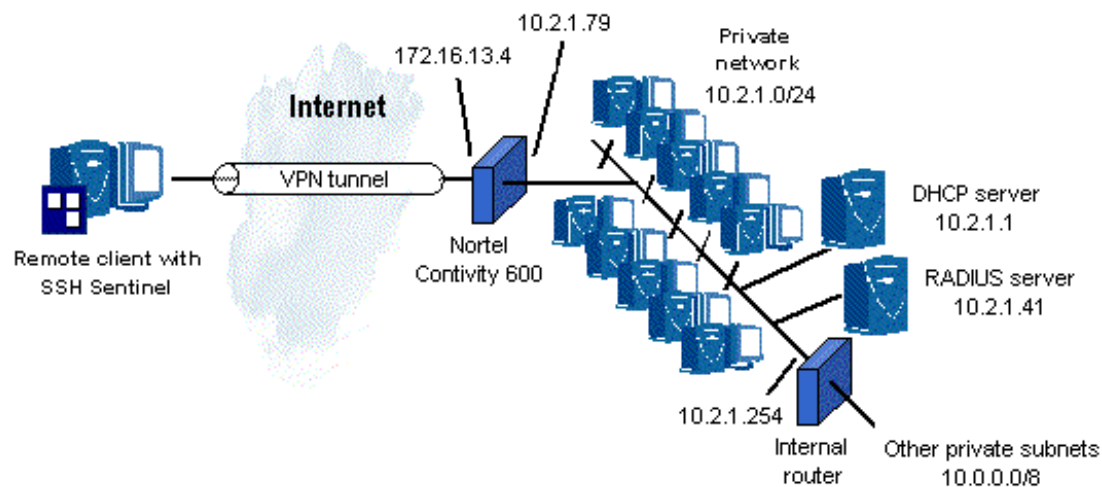 10.2.1.79
172.16.13.4
Private
network
10.2.1.0/24
Internet
VPN tunnel
DHCP server
10.2.1.1
Remote client with
SSH Sentinel
Nortel
Contivity 600
RADIUS server
10.2.1.41
10.2.1.254
Internal
router
Other private subnets
10.0.0.0/8